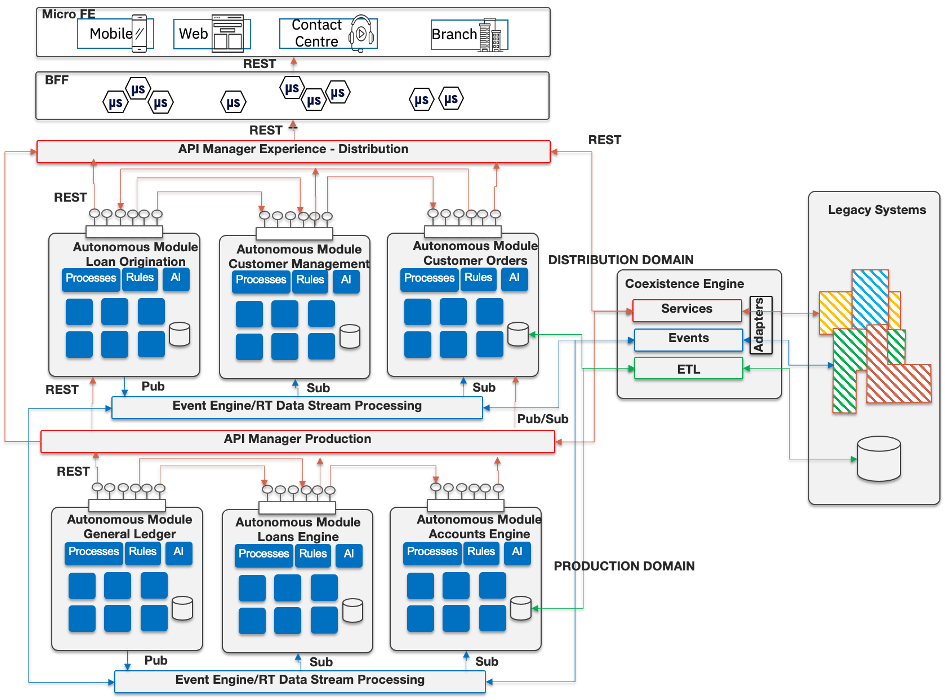 Micro FE
Mobile
Web
Contact
Centre
Branch
REST
BFF
µs
µs
µs
µs
µs
µs
µs
µs
µs
REST
REST
API Manager Experience - Distribution
REST
Legacy Systems
Autonomous Module
Loan Origination
Processes
Rules
AI
Autonomous Module
Customer Management
Processes
Rules
AI
Autonomous Module
Customer Orders
Processes
Rules
AI
DISTRIBUTION DOMAIN
Coexistence Engine
Services
Events
ETL
Adapters
REST
Pub
Sub
Sub
Event Engine/RT Data Stream Processing
Pub/Sub
API Manager Production
REST
Autonomous Module
General Ledger
Processes
Rules
AI
Autonomous Module
Loans Engine
Processes
Rules
AI
Autonomous Module
Accounts Engine
Processes
Rules
AI
PRODUCTION DOMAIN
Pub
Sub
Sub
Event Engine/RT Data Stream Processing